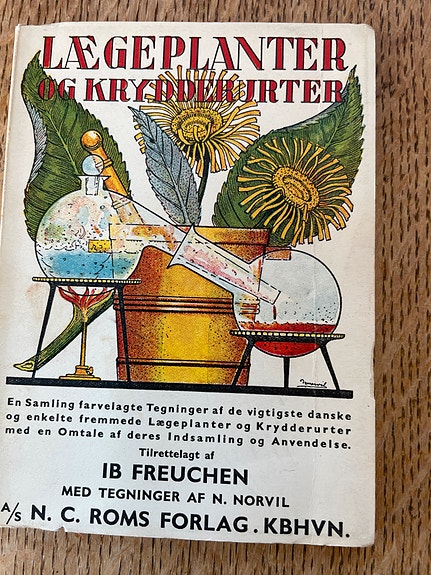 LÆGEPLANTER
OG KRYDDERURTER
En Samling farvelagte Tegninger af de vigtigste danske
og enkelte fremmede Lægeplanter og Krydderurter
med en Omtale af deres Indsamling og Anvendelse.
Tilrettelagt af
IB FREUCHEN
MED TEGNINGER AF N. NORVIL
A/S N. C. ROMS FORLAG. KBHVN.